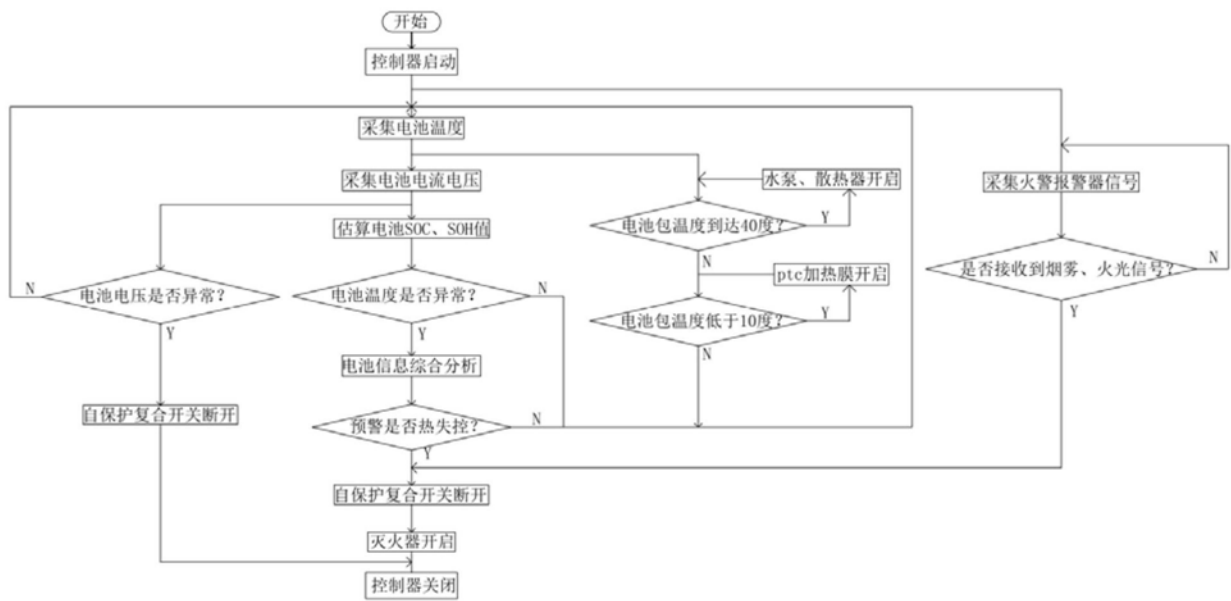 开始
控制器启动
采集电池温度
采集电池电流电压
水泵、散热器开启
采集火警报警器信号
估算电池SOC、SOH值
电池包温度到达40度?
Y
N
电池电压是否异常?
N
Y
电池温度是否异常?
N
Y
ptc加热膜开启
是否接收到烟雾、火光信号?
N
Y
电池包温度低于10度?
Y
N
电池信息综合分析
自保护复合开关断开
预警是否热失控?
N
Y
自保护复合开关断开
灭火器开启
控制器关闭